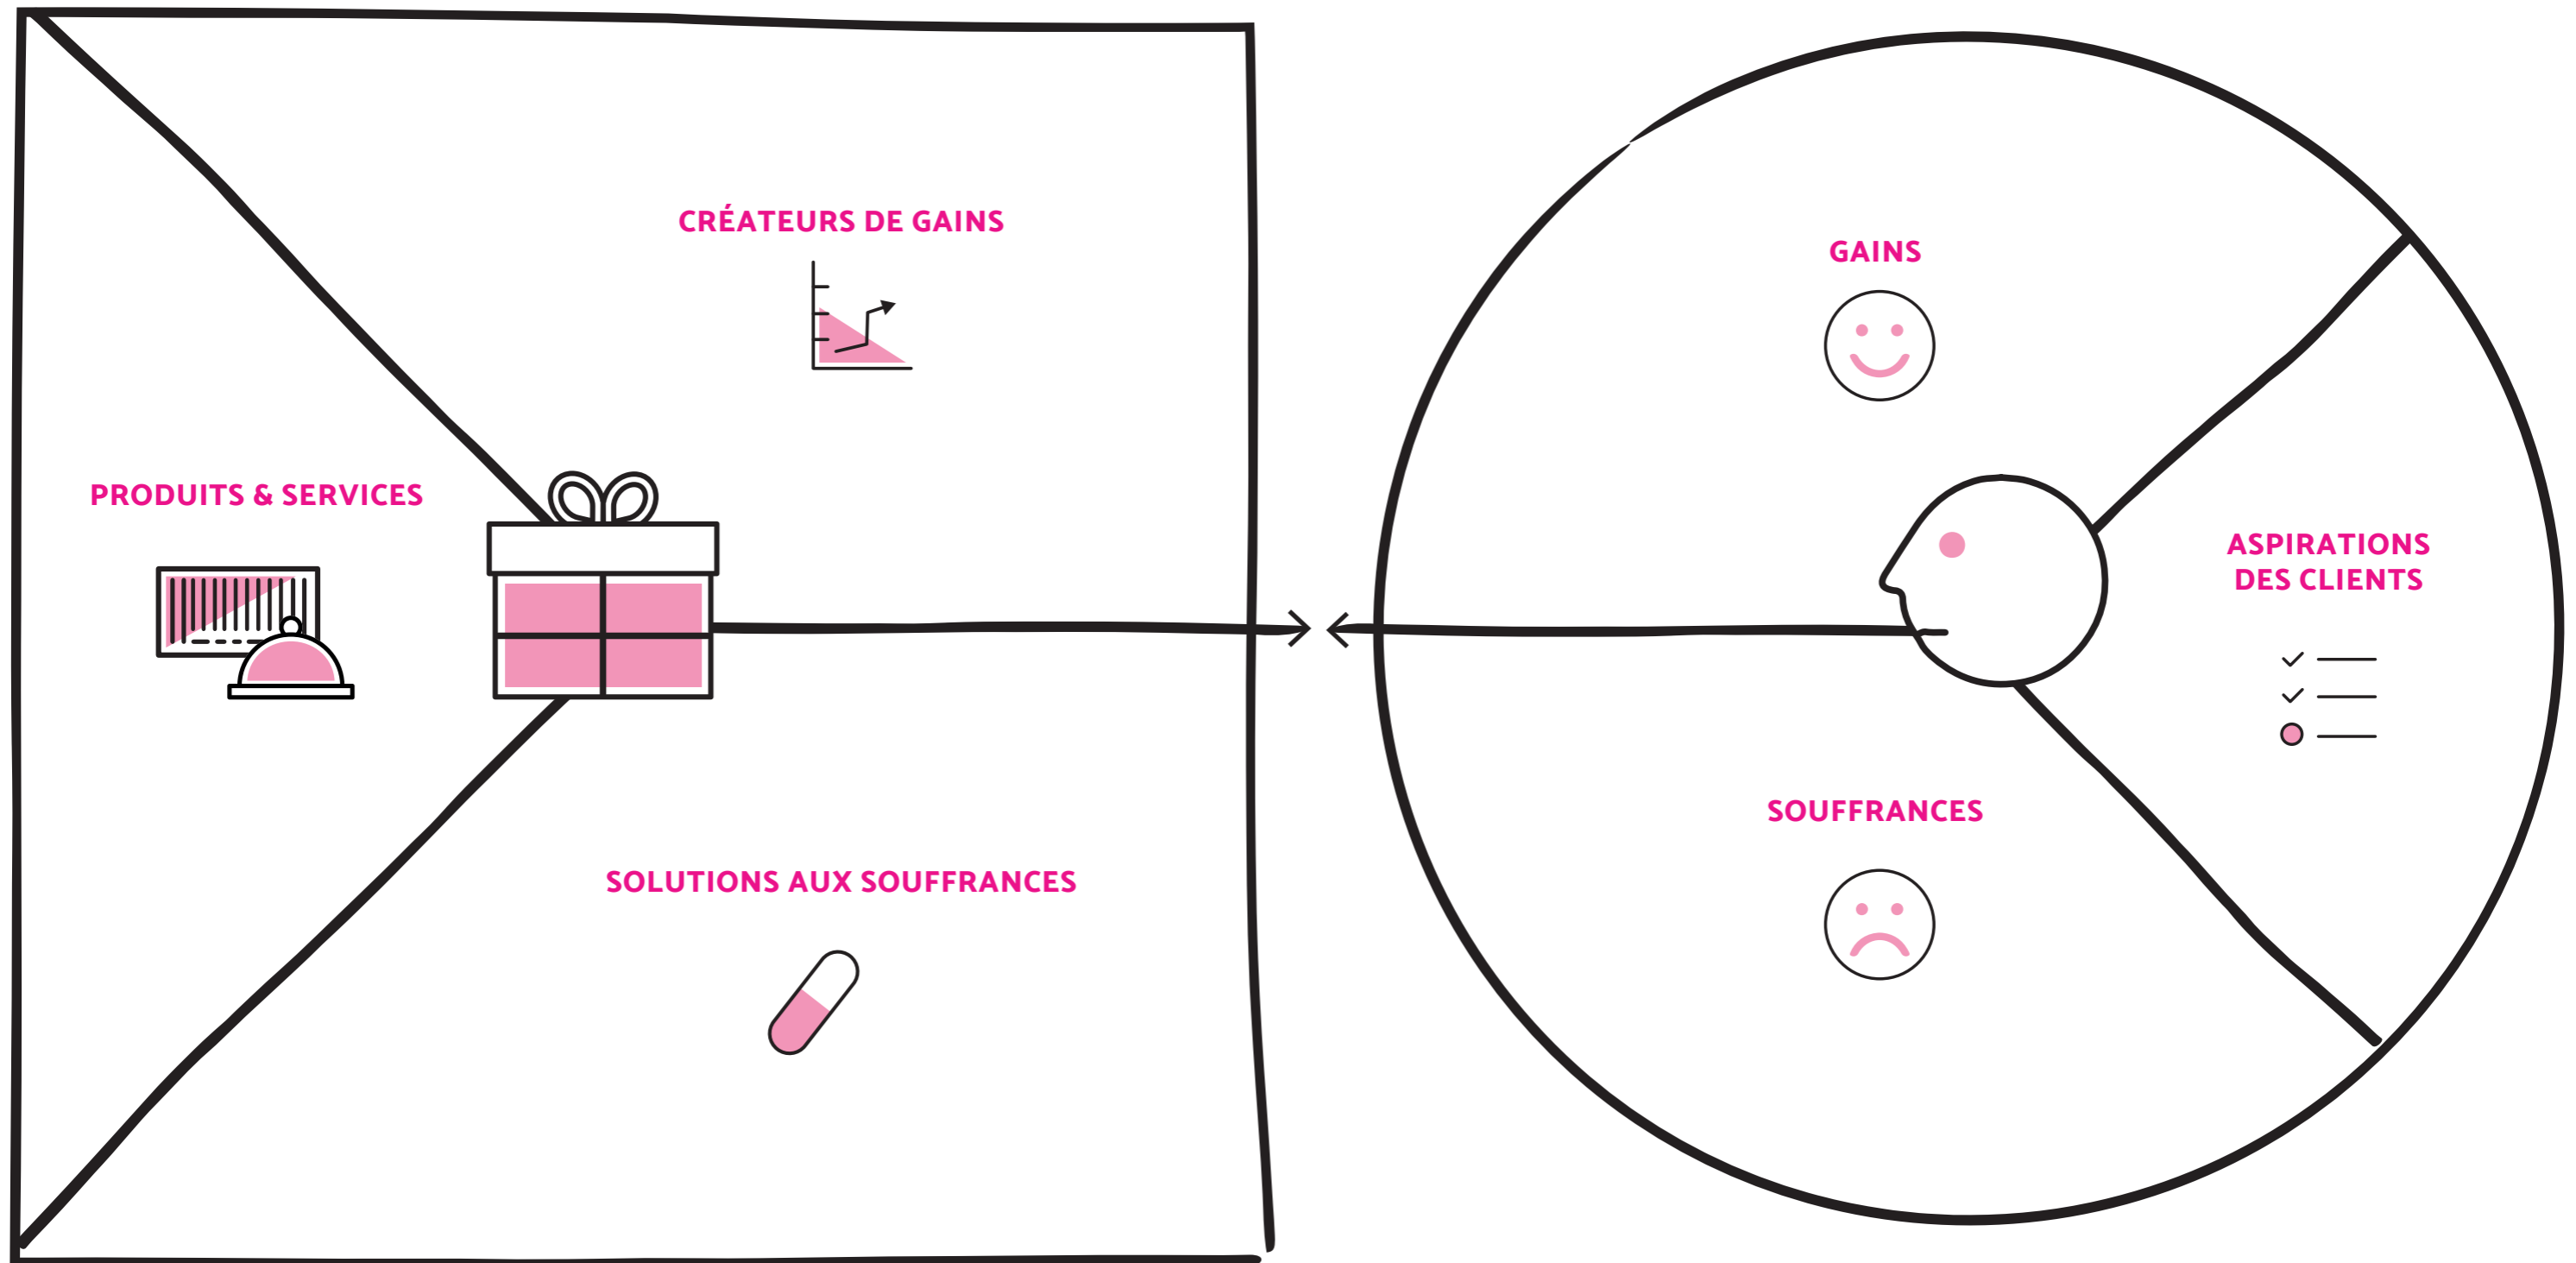 CRÉATEURS DE GAINS
PRODUITS & SERVICES
SOLUTIONS AUX SOUFFRANCES
GAINS
ASPIRATIONS
DES CLIENTS
SOUFFRANCES